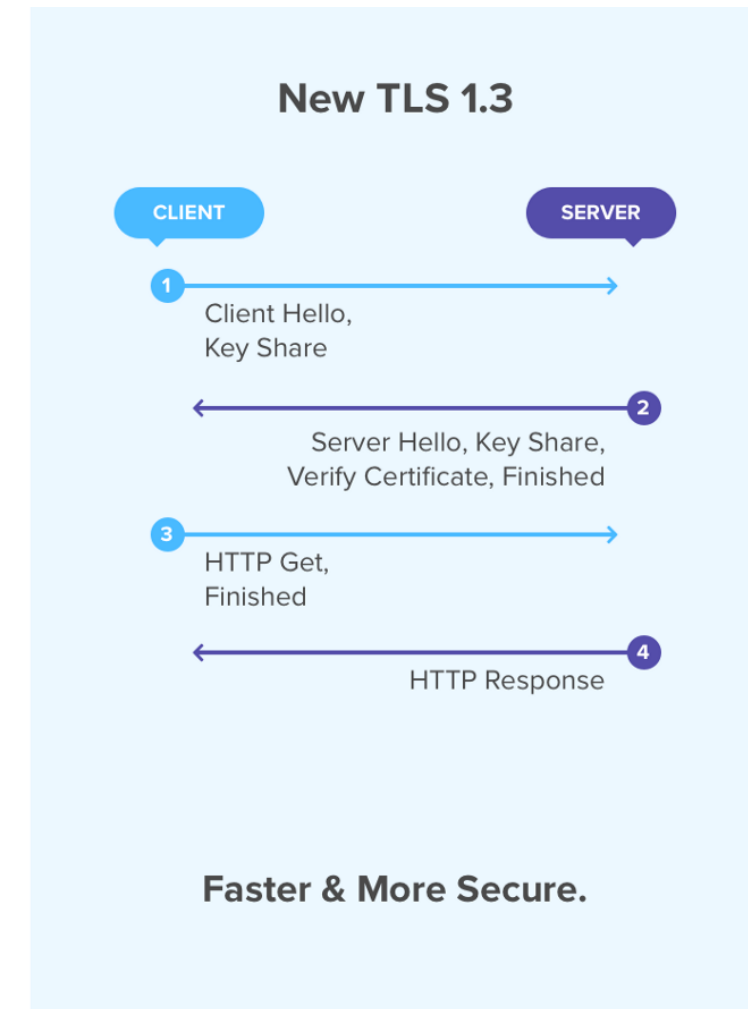 New TLS 1.3
CLIENT
SERVER
1
Client Hello,
Key Share
2
Server Hello, Key Share,
Verify Certificate, Finished
3
HTTP Get,
Finished
4
HTTP Response
Faster & More Secure.